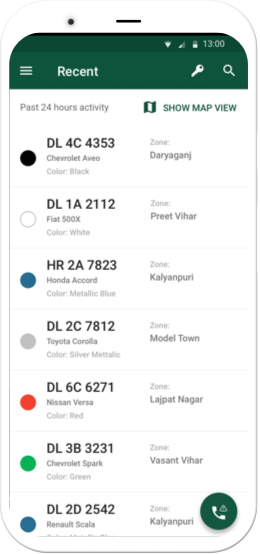 13:00
Recent
Past 24 hours activity SHOW MAP VIEW
DL 4C 4353 Zone:
Chevrolet Aveo Daryaganj
Color: Black
DL 1A 2112 Zone:
Fiat 500X Preet Vihar
Color: White
HR 2A 7823 Zone:
Honda Accord Kalyanpuri
Color: Metallic Blue
DL 2C 7812 Zone:
Toyota Corolla Model Town
Color: Silver Mettalic
DL 6C 6271 Zone:
Nissan Versa Lajpat Nagar
Color: Red
DL 3B 3231 Zone:
Chevrolet Spark Vasant Vihar
Color: Green
DL 2D 2542 Zone:
Renault Scala Kalyanpuri